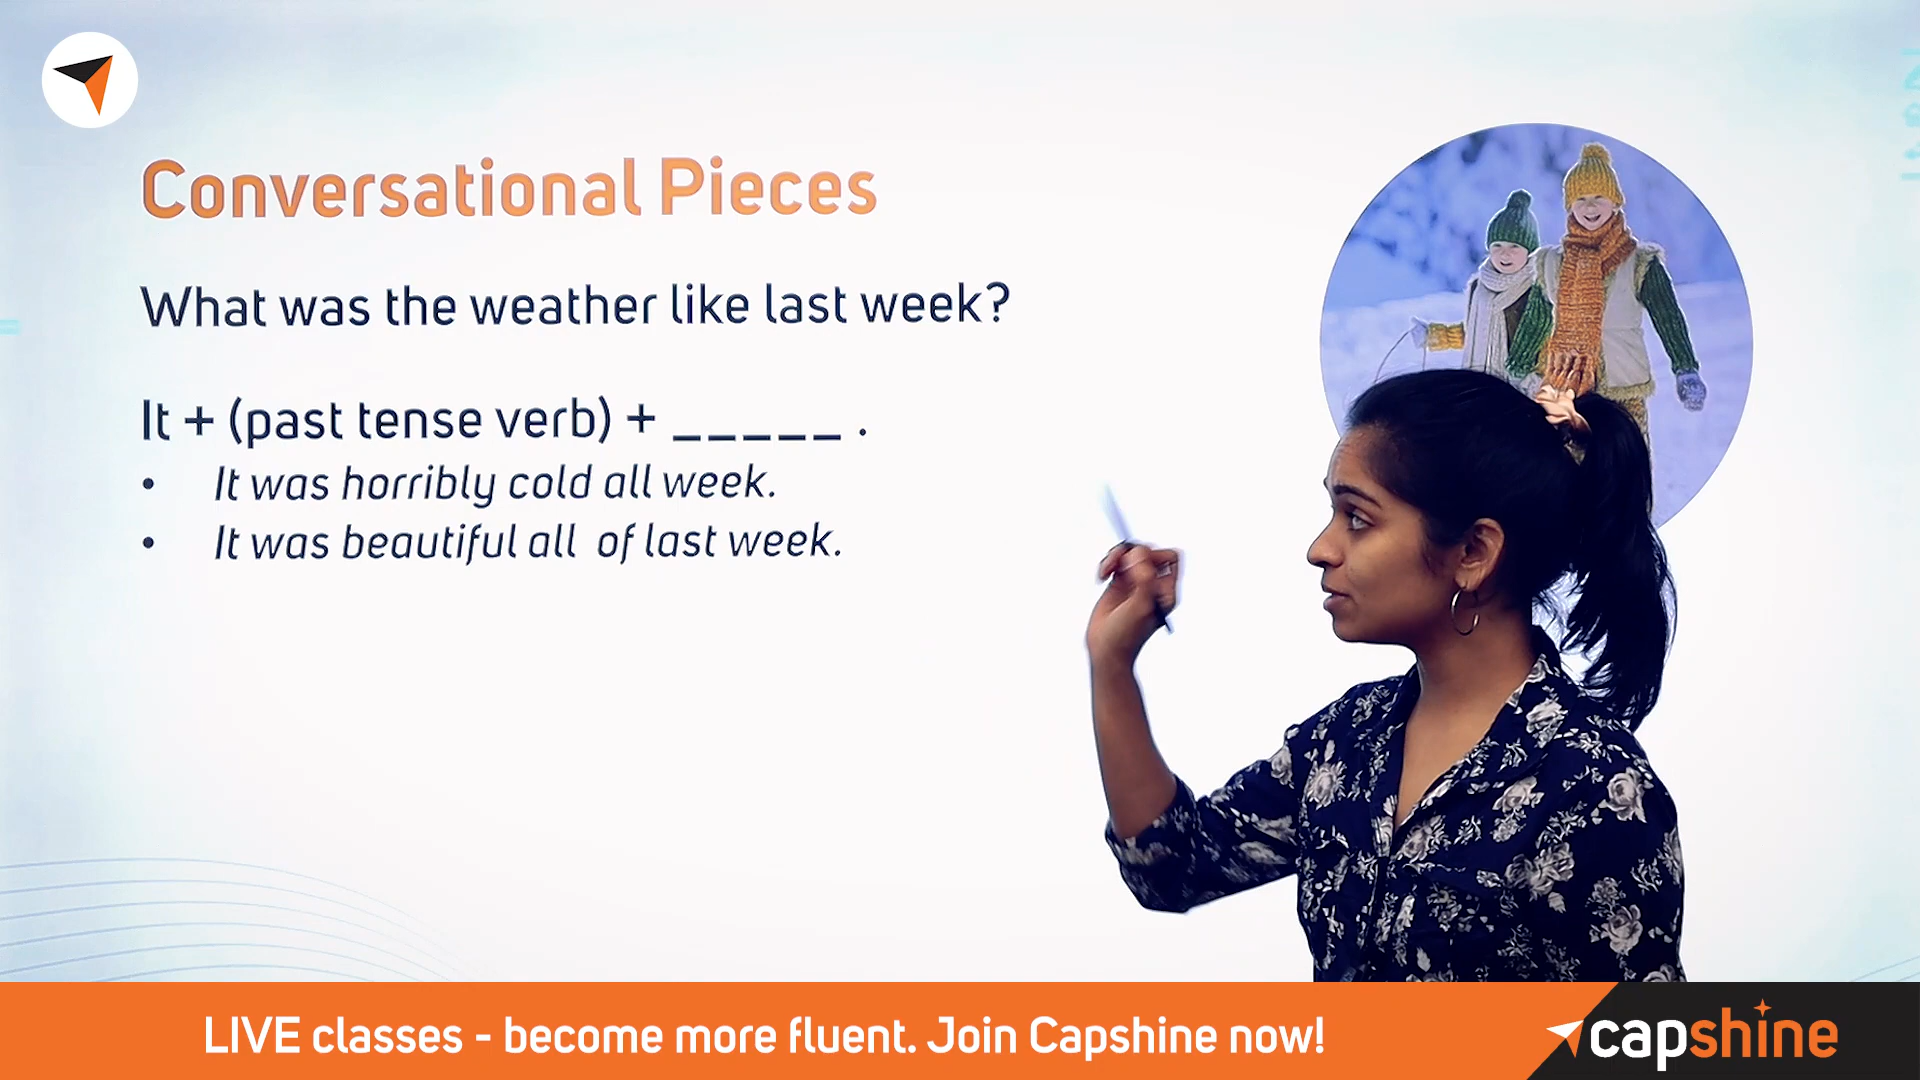 Conversational Pieces
What was the weather like last week?
It + (past tense verb) + _ _ _ _ _ .
• It was horribly cold all week.
• It was beautiful all of last week.
LIVE classes - become more fluent. Join Capshine now!
capshine